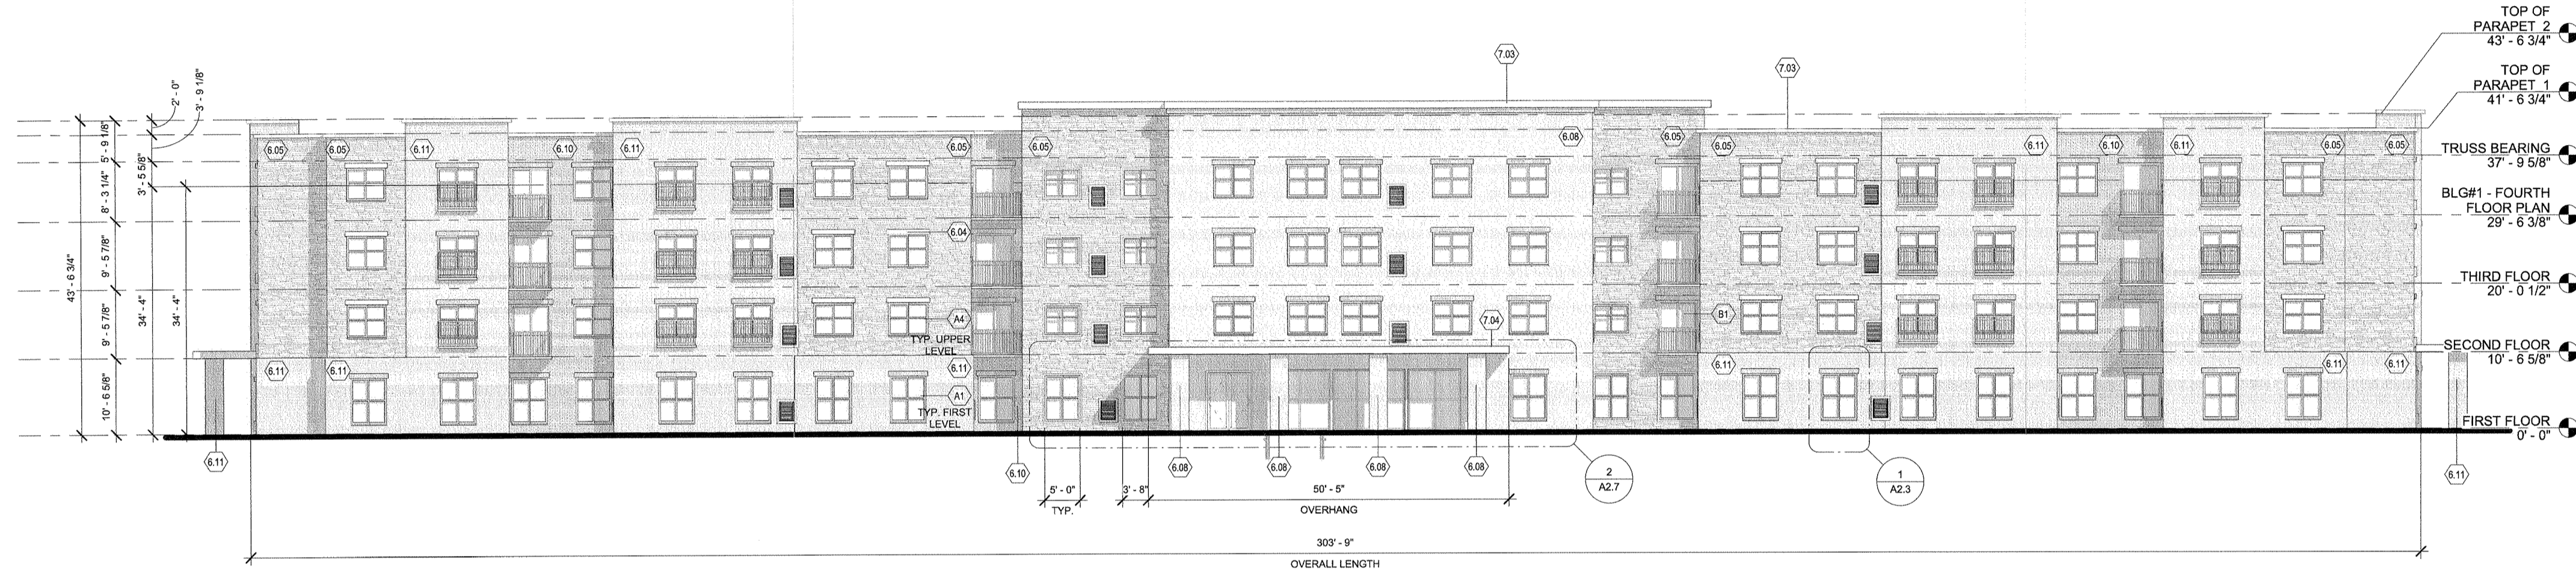 TOP OF
PARAPET 2
43' - 6 3/4"
7.03
7.03
TOP OF
PARAPET 1
41' - 6 3/4"
2' - 0"
3' - 9 1/8"
5' - 9 1/8"
6.05
6.05
6.11
6.10
6.11
6.05
6.05
6.08
6.05
6.05
6.11
6.10
6.11
6.05
6.05
TRUSS BEARING
37' - 9 5/8"
3' - 5 5/8"
8' - 3 1/4"
BLG#1 - FOURTH
FLOOR PLAN
29' - 6 3/8"
6.04
9' - 5 7/8"
43' - 6 3/4"
THIRD FLOOR
20' - 0 1/2"
9' - 5 7/8"
34' - 4"
34' - 4"
A4
TYP. UPPER
LEVEL
7.04
B1
SECOND FLOOR
10' - 6 5/8"
6.11
6.11
6.11
6.11
6.11
6.11
10' - 6 5/8"
A1
TYP. FIRST
LEVEL
FIRST FLOOR
0' - 0"
6.11
6.10
6.08
6.08
6.08
6.08
2
A2.7
1
A2.3
6.11
5' - 0"
TYP.
3' - 8"
50' - 5"
OVERHANG
303' - 9"
OVERALL LENGTH